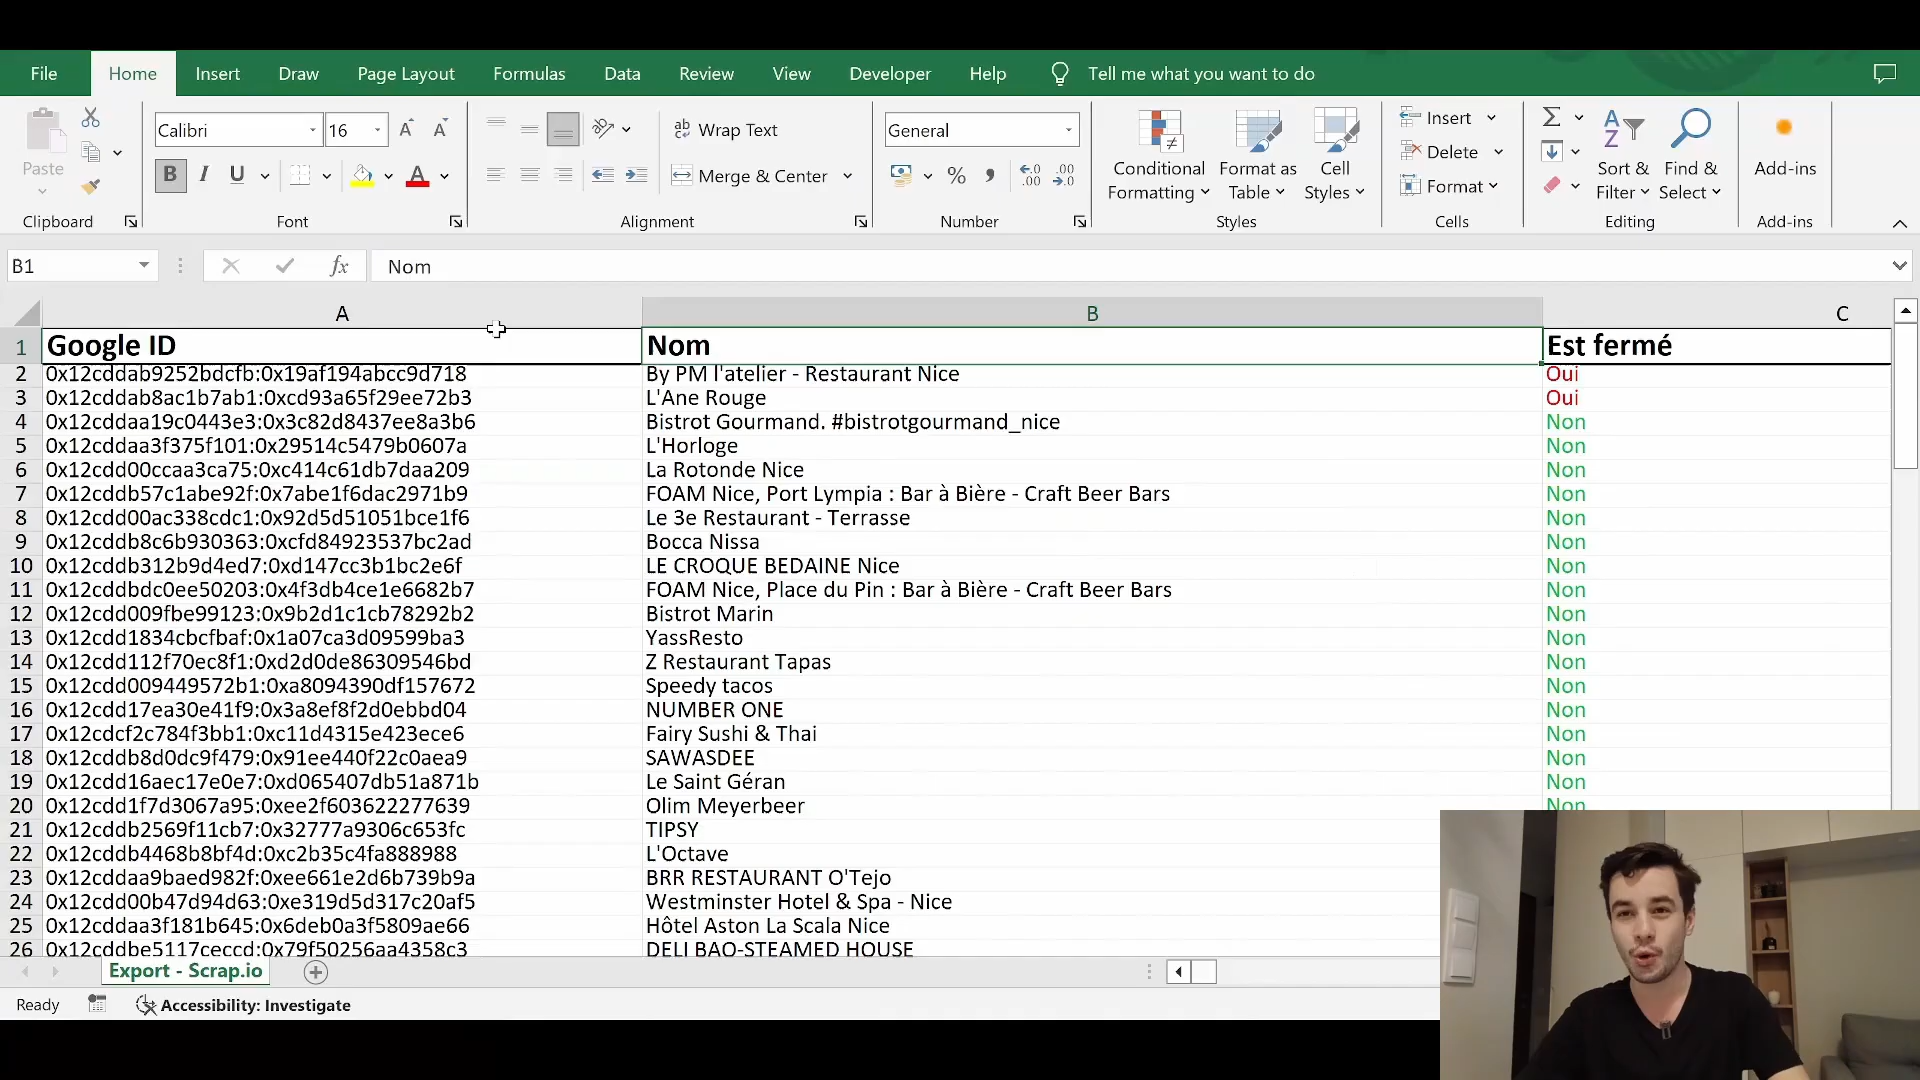 File Home Insert Draw Page Layout Formulas Data Review View Developer Help Tell me what you want to do
Paste
Clipboard
Calibri 16 A A
B I U A
Font
ab Wrap Text
Merge & Center
Alignment
General
% , .00 .00
Number
Conditional Formatting
Format as Table
Cell Styles
Styles
Insert
Delete
Format
Cells
Sort & Filter
Find & Select
Editing
Add-ins
Add-ins
B1 fx Nom
A B C
1 Google ID Nom Est fermé
2 0x12cddab9252bdcfb:0x19af194abcc9d718 By PM l'atelier - Restaurant Nice Oui
3 0x12cddab8ac1b7ab1:0xcd93a65f29ee72b3 L'Ane Rouge Oui
4 0x12cddaa19c0443e3:0x3c82d8437ee8a3b6 Bistrot Gourmand. #bistrotgourmand_nice Non
5 0x12cddaa3f375f101:0x29514c5479b0607a L'Horloge Non
6 0x12cdd00ccaa3ca75:0xc414c61db7daa209 La Rotonde Nice Non
7 0x12cddb57c1abe92f:0x7abe1f6dac2971b9 FOAM Nice, Port Lympia : Bar à Bière - Craft Beer Bars Non
8 0x12cdd00ac338cdc1:0x92d5d51051bce1f6 Le 3e Restaurant - Terrasse Non
9 0x12cddb8c6b930363:0xcfd84923537bc2ad Bocca Nissa Non
10 0x12cddb312b9d4ed7:0xd147cc3b1bc2e6f LE CROQUE BEDAINE Nice Non
11 0x12cddbdc0ee50203:0x4f3db4ce1e6682b7 FOAM Nice, Place du Pin : Bar à Bière - Craft Beer Bars Non
12 0x12cdd009fbe99123:0x9b2d1c1cb78292b2 Bistrot Marin Non
13 0x12cdd1834cbcfbaf:0x1a07ca3d09599ba3 YassResto Non
14 0x12cdd112f70ec8f1:0xd2d0de86309546bd Z Restaurant Tapas Non
15 0x12cdd009449572b1:0xa8094390df157672 Speedy tacos Non
16 0x12cdd17ea30e41f9:0x3a8ef8f2d0ebbd04 NUMBER ONE Non
17 0x12cdcf2c784f3bb1:0xc11d4315e423ece6 Fairy Sushi & Thai Non
18 0x12cddb8d0dc9f479:0x91ee440f22c0aea9 SAWASDEE Non
19 0x12cdd16aec17e0e7:0xd065407db51a871b Le Saint Géran Non
20 0x12cdd1f7d3067a95:0xee2f603622277639 Olim Meyerbeer Non
21 0x12cddb2569f11cb7:0x32777a9306c653fc TIPSY
22 0x12cddb4468b8bf4d:0xc2b35c4fa888988 L'Octave
23 0x12cddaa9baed982f:0xee661e2d6b739b9a BRR RESTAURANT O'Tejo
24 0x12cdd00b47d94d63:0xe319d5d317c20af5 Westminster Hotel & Spa - Nice
25 0x12cddaa3f181b645:0x6deb0a3f5809ae66 Hôtel Aston La Scala Nice
26 0x12cddbe5117ceccd:0x79f50256aa4358c3 DELI BAO-STEAMED HOUSE
Export - Scrap.io
Ready Accessibility: Investigate